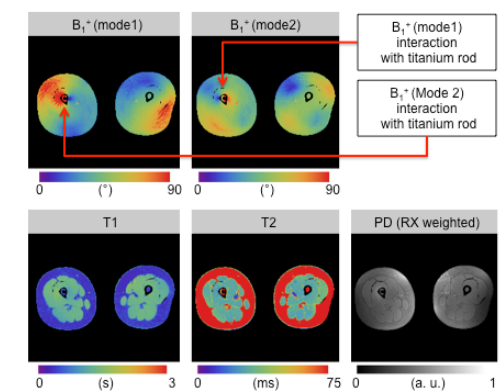 B₁⁺ (mode1)
B₁⁺ (mode2)
B₁⁺ (mode1)
interaction
with titanium rod
B₁⁺ (Mode 2)
interaction
with titanium rod
0 (°) 90
0 (°) 90
T1
T2
PD (RX weighted)
0 (s) 3
0 (ms) 75
0 (a. u.) 1